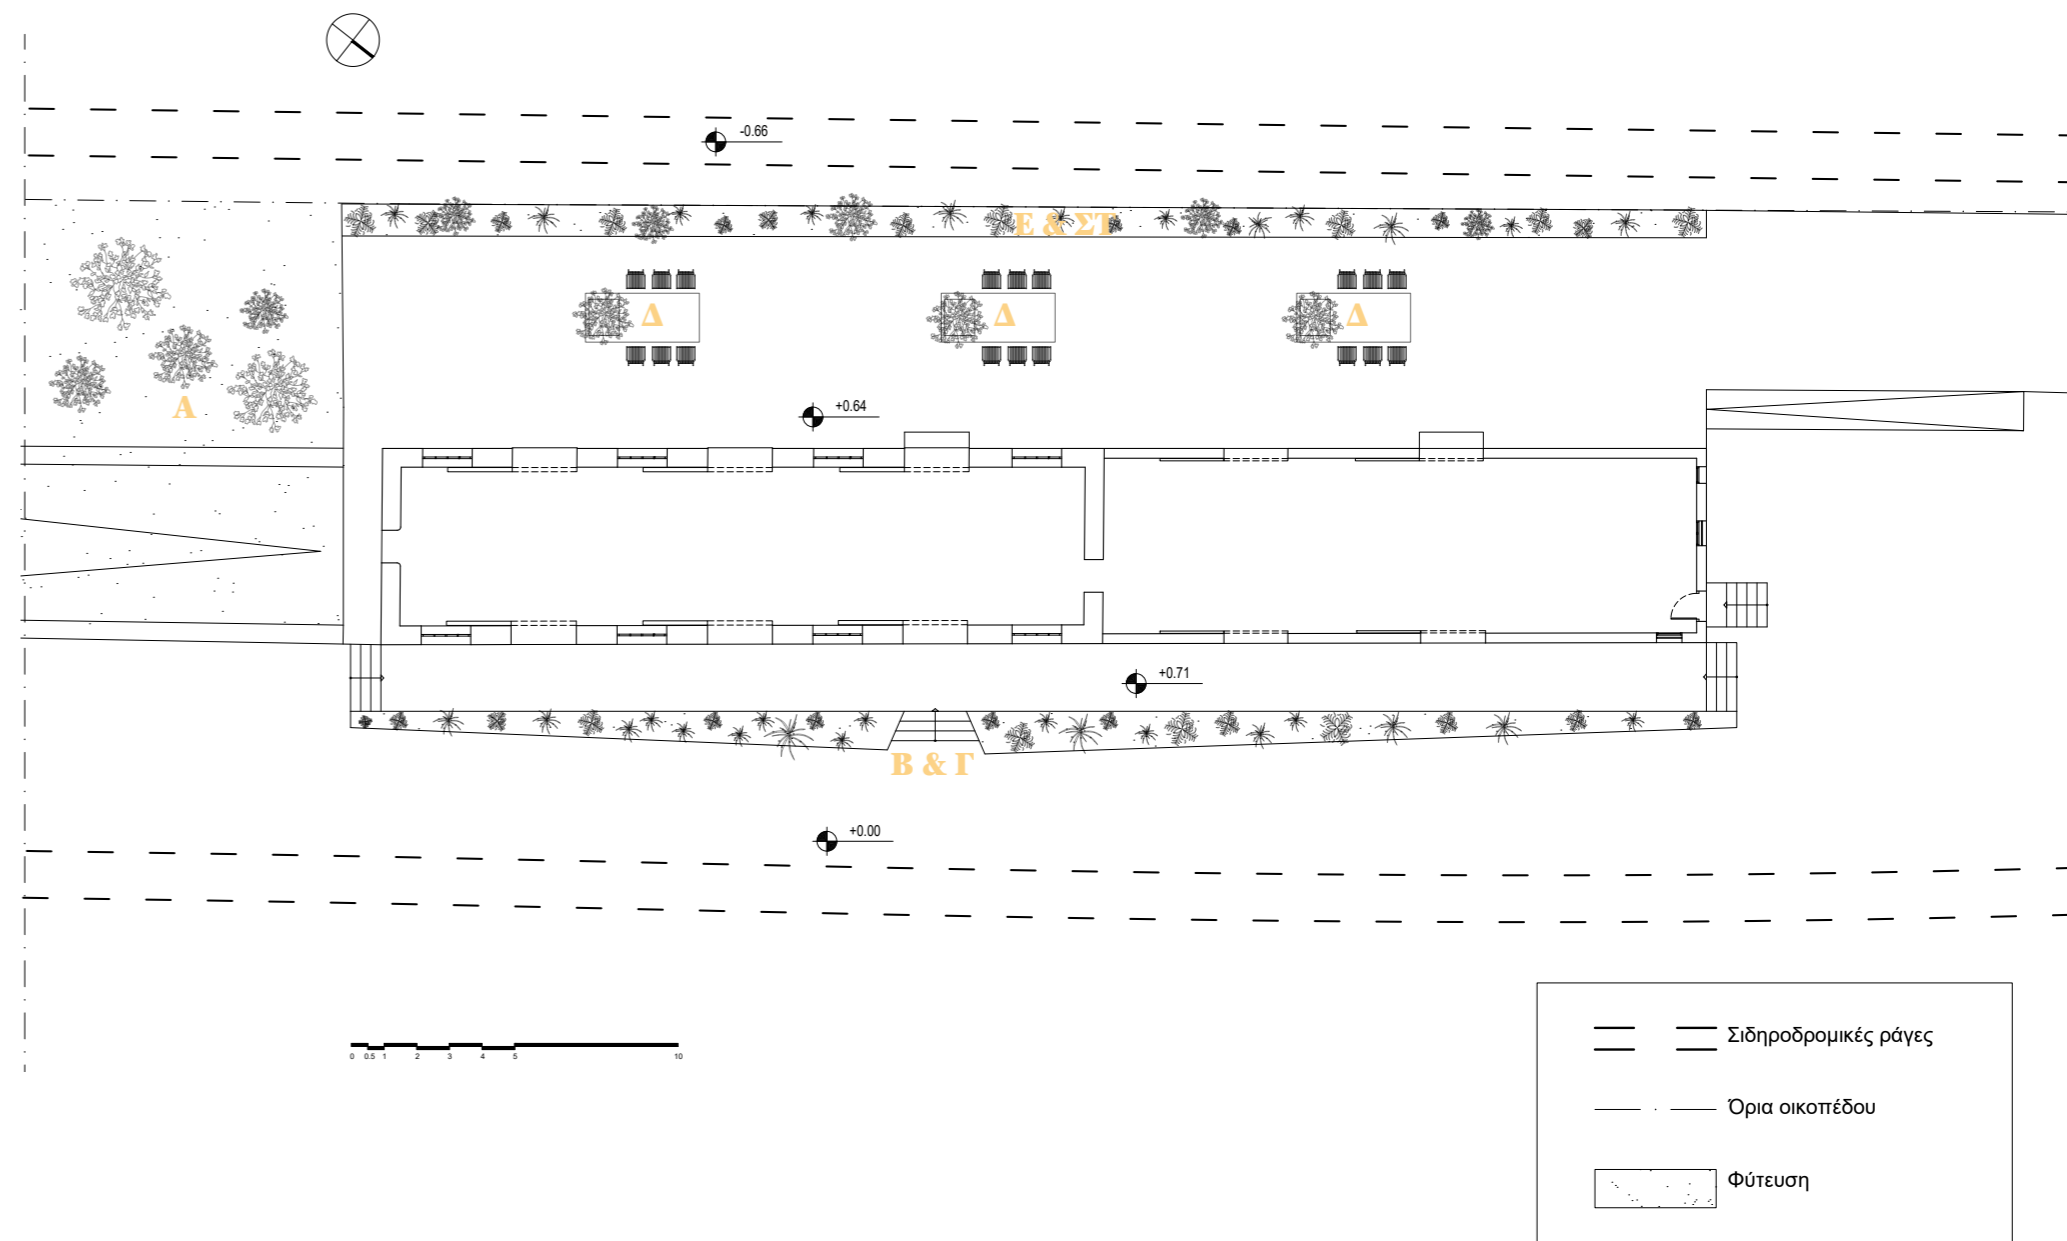 -0.66
Ε & ΣΤ
Δ
Δ
Δ
Α
+0.64
+0.71
Β & Γ
+0.00
0 0.5 1 2 3 4 5 10
Σιδηροδρομικές ράγες
Όρια οικοπέδου
Φύτευση